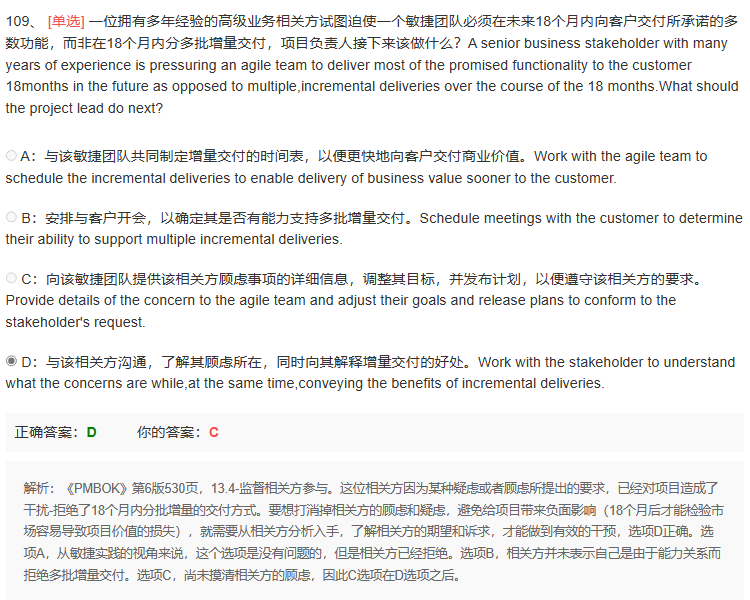 109、 [单选] 一位拥有多年经验的高级业务相关方试图迫使一个敏捷团队必须在未来18个月内向客户交付所承诺的多
数功能，而非在18个月内分多批增量交付，项目负责人接下来该做什么？A senior business stakeholder with many
years of experience is pressuring an agile team to deliver most of the promised functionality to the customer
18months in the future as opposed to multiple,incremental deliveries over the course of the 18 months.What should
the project lead do next?
A：与该敏捷团队共同制定增量交付的时间表，以便更快地向客户交付商业价值。Work with the agile team to
schedule the incremental deliveries to enable delivery of business value sooner to the customer.
B：安排与客户开会，以确定其是否有能力支持多批增量交付。Schedule meetings with the customer to determine
their ability to support multiple incremental deliveries.
C：向该敏捷团队提供该相关方顾虑事项的详细信息，调整其目标，并发布计划，以便遵守该相关方的要求。
Provide details of the concern to the agile team and adjust their goals and release plans to conform to the
stakeholder's request.
D：与该相关方沟通，了解其顾虑所在，同时向其解释增量交付的好处。Work with the stakeholder to understand
what the concerns are while,at the same time,conveying the benefits of incremental deliveries.
正确答案：D 你的答案：C
解析：《PMBOK》第6版530页，13.4-监督相关方参与。这位相关方因为某种疑虑或者顾虑所提出的要求，已经对项目造成了
干扰-拒绝了18个月内分批增量的交付方式。要想打消掉相关方的顾虑和疑虑，避免给项目带来负面影响（18个月后才能检验市
场容易导致项目价值的损失），就需要从相关方分析入手，了解相关方的期望和诉求，才能做到有效的干预，选项D正确。选
项A，从敏捷实践的视角来说，这个选项是没有问题的，但是相关方已经拒绝。选项B，相关方并未表示自己是由于能力关系而
拒绝多批增量交付。选项C，尚未摸清相关方的顾虑，因此C选项在D选项之后。